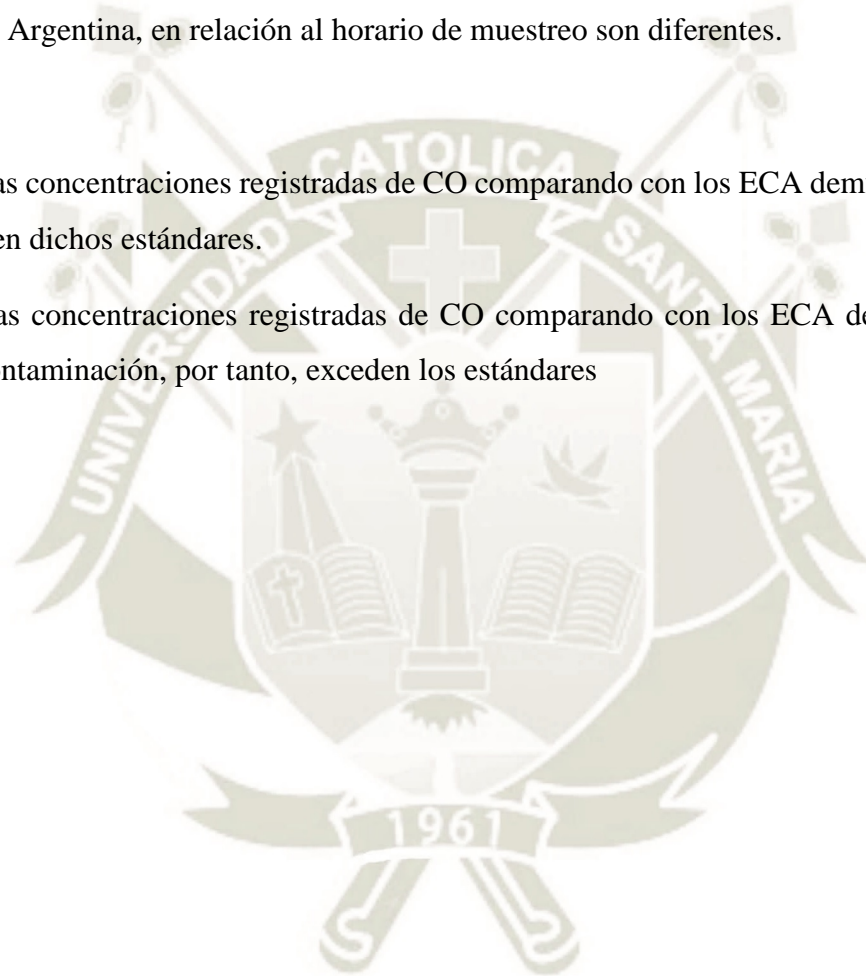 Argentina, en relación al horario de muestreo son diferentes.
as concentraciones registradas de CO comparando con los ECA dem
en dichos estándares.
as concentraciones registradas de CO comparando con los ECA de
ontaminación, por tanto, exceden los estándares
UNIVERSIDAD CATOLICA SANTA MARIA
1961